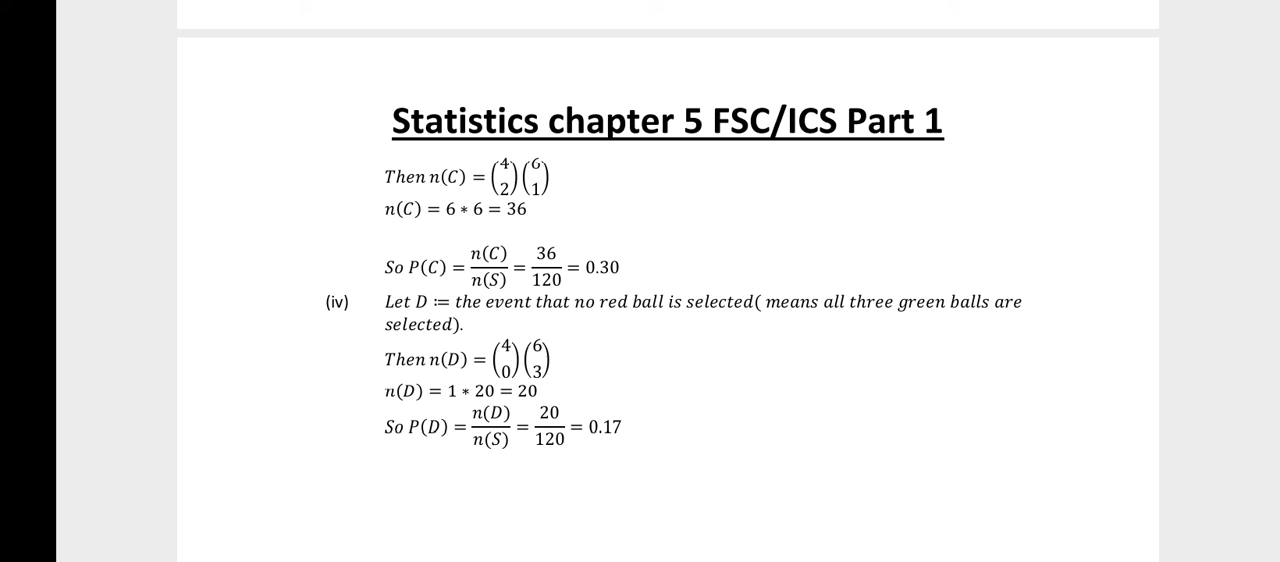 Statistics chapter 5 FSC/ICS Part 1
Then n(C) = (4 2)(6 1)
n(C) = 6 ∗ 6 = 36
So P(C) = n(C)/n(S) = 36/120 = 0.30
(iv) Let D ≔ the event that no red ball is selected( means all three green balls are
selected).
Then n(D) = (4 0)(6 3)
n(D) = 1 ∗ 20 = 20
So P(D) = n(D)/n(S) = 20/120 = 0.17